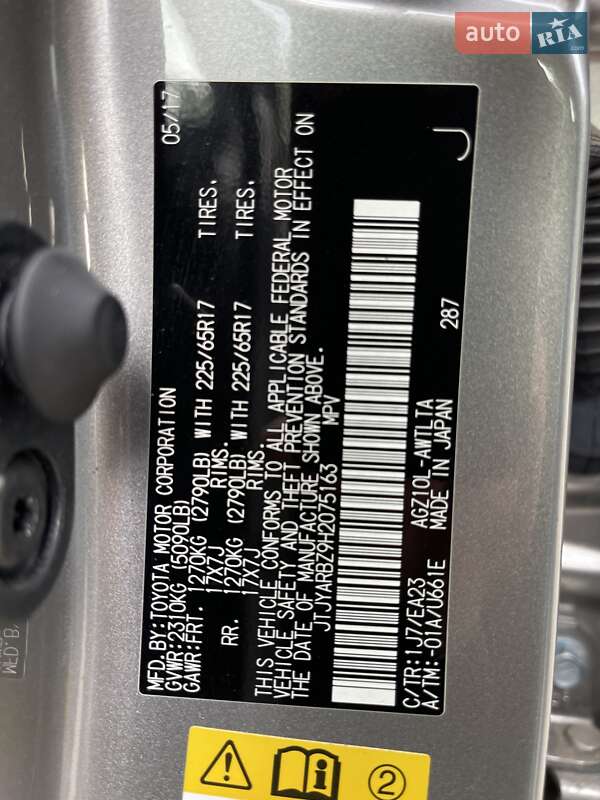 auto RIA .com
MFD.BY:TOYOTA MOTOR CORPORATION 05/17
GVWR:2310KG (5090LB)
GAWR:FRT. 1270KG (2790LB) WITH 225/65R17 TIRES.
17X7J RIMS.
RR. 1270KG (2790LB) WITH 225/65R17 TIRES.
17X7J RIMS.
THIS VEHICLE CONFORMS TO ALL APPLICABLE FEDERAL MOTOR
VEHICLE SAFETY AND THEFT PREVENTION STANDARDS IN EFFECT ON
THE DATE OF MANUFACTURE SHOWN ABOVE.
JTJYARBZ9H2075163 MPV
C/TR:1J7/EA23 AGZ10L-AWTLTA 287
A/TM:-01A/U661E MADE IN JAPAN
J
2